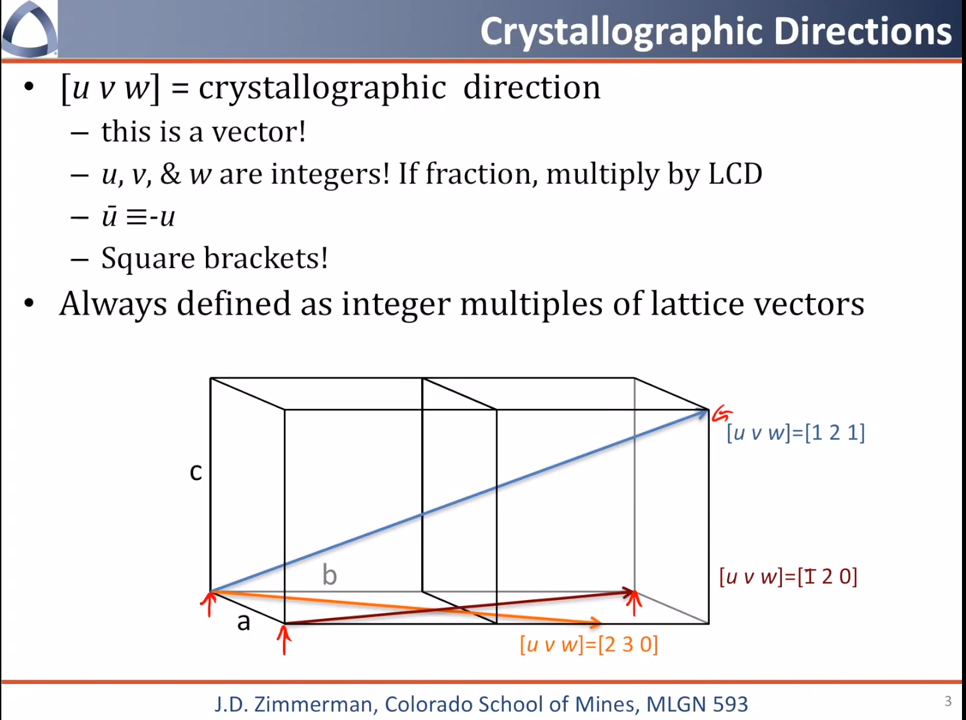 Crystallographic Directions
• [u v w] = crystallographic direction
– this is a vector!
– u, v, & w are integers! If fraction, multiply by LCD
– ū ≡-u
– Square brackets!
• Always defined as integer multiples of lattice vectors
[u v w]=[1 2 1]
c
b
[u v w]=[1̅ 2 0]
a
[u v w]=[2 3 0]
J.D. Zimmerman, Colorado School of Mines, MLGN 593
3